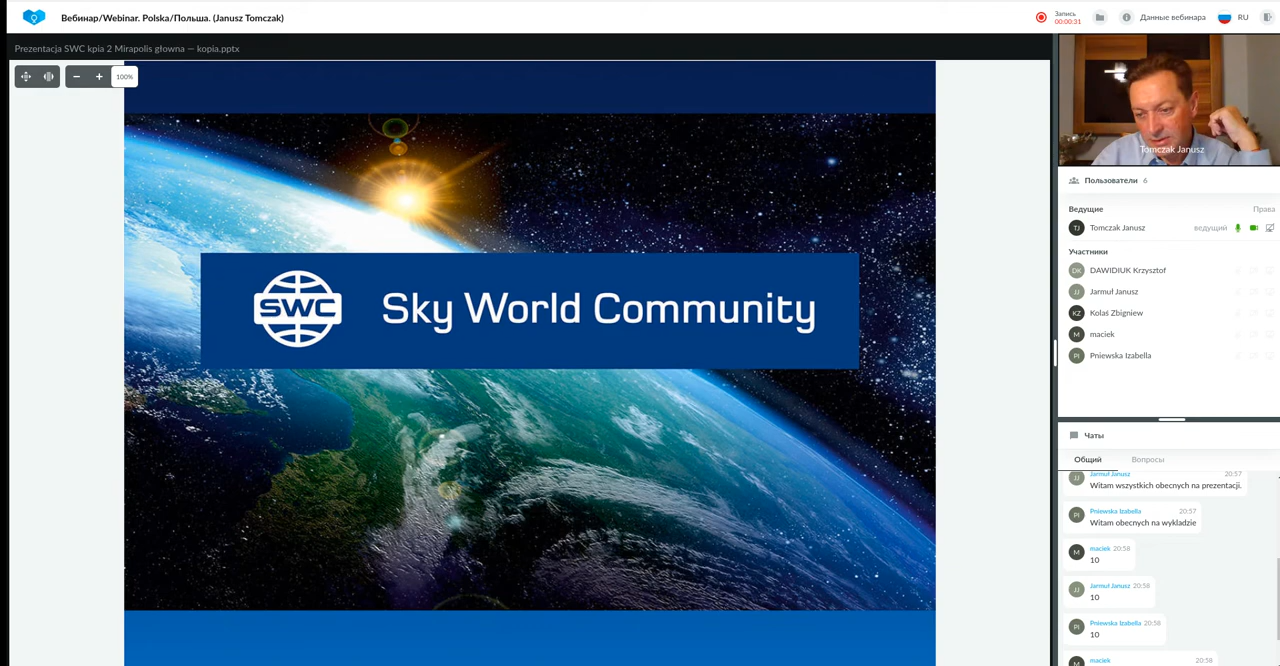 Вебинар/Webinar. Polska/Польша. (Janusz Tomczak)
Запись
00:00:31
Данные вебинара
RU
Prezentacja SWC kpia 2 Mirapolis głowna — kopia.pptx
100%
SWC
Sky World Community
Tomczak Janusz
Пользователи 6
Ведущие
Права
TJ
Tomczak Janusz
ведущий
Участники
DK
DAWIDIUK Krzysztof
JJ
Jarmuł Janusz
KZ
Kolaś Zbigniew
M
maciek
PI
Pniewska Izabella
Чаты
Общий
Вопросы
JJ
Jarmuł Janusz 20:57
Witam wszystkich obecnych na prezentacji.
PI
Pniewska Izabella 20:57
Witam obecnych na wykladzie
M
maciek 20:58
10
JJ
Jarmuł Janusz 20:58
10
PI
Pniewska Izabella 20:58
10
M
maciek 20:58